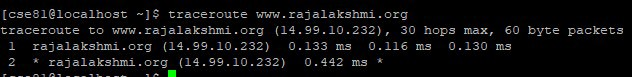 [cse81@localhost ~]$ traceroute www.rajalakshmi.org
traceroute to www.rajalakshmi.org (14.99.10.232), 30 hops max, 60 byte packets
 1  rajalakshmi.org (14.99.10.232)  0.133 ms  0.116 ms  0.130 ms
 2  * rajalakshmi.org (14.99.10.232)  0.442 ms *
[cse81@localhost ~]$